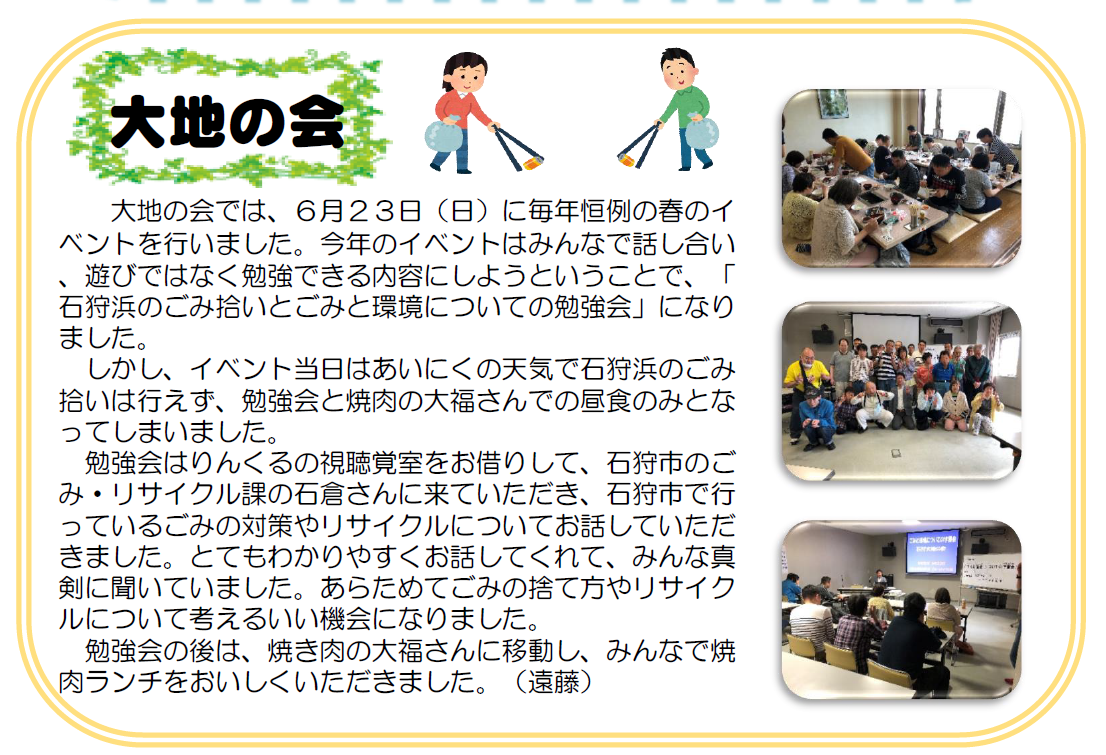 大地の会
大地の会では、６月２３日（日）に毎年恒例の春のイ
ベントを行いました。今年のイベントはみんなで話し合い
、遊びではなく勉強できる内容にしようということで、「
石狩浜のごみ拾いとごみと環境についての勉強会」になり
ました。
しかし、イベント当日はあいにくの天気で石狩浜のごみ
拾いは行えず、勉強会と焼肉の大福さんでの昼食のみとな
ってしまいました。
勉強会はりんくるの視聴覚室をお借りして、石狩市のご
み・リサイクル課の石倉さんに来ていただき、石狩市で行
っているごみの対策やリサイクルについてお話していただ
きました。とてもわかりやすくお話してくれて、みんな真
剣に聞いていました。あらためてごみの捨て方やリサイク
ルについて考えるいい機会になりました。
勉強会の後は、焼き肉の大福さんに移動し、みんなで焼
肉ランチをおいしくいただきました。（遠藤）